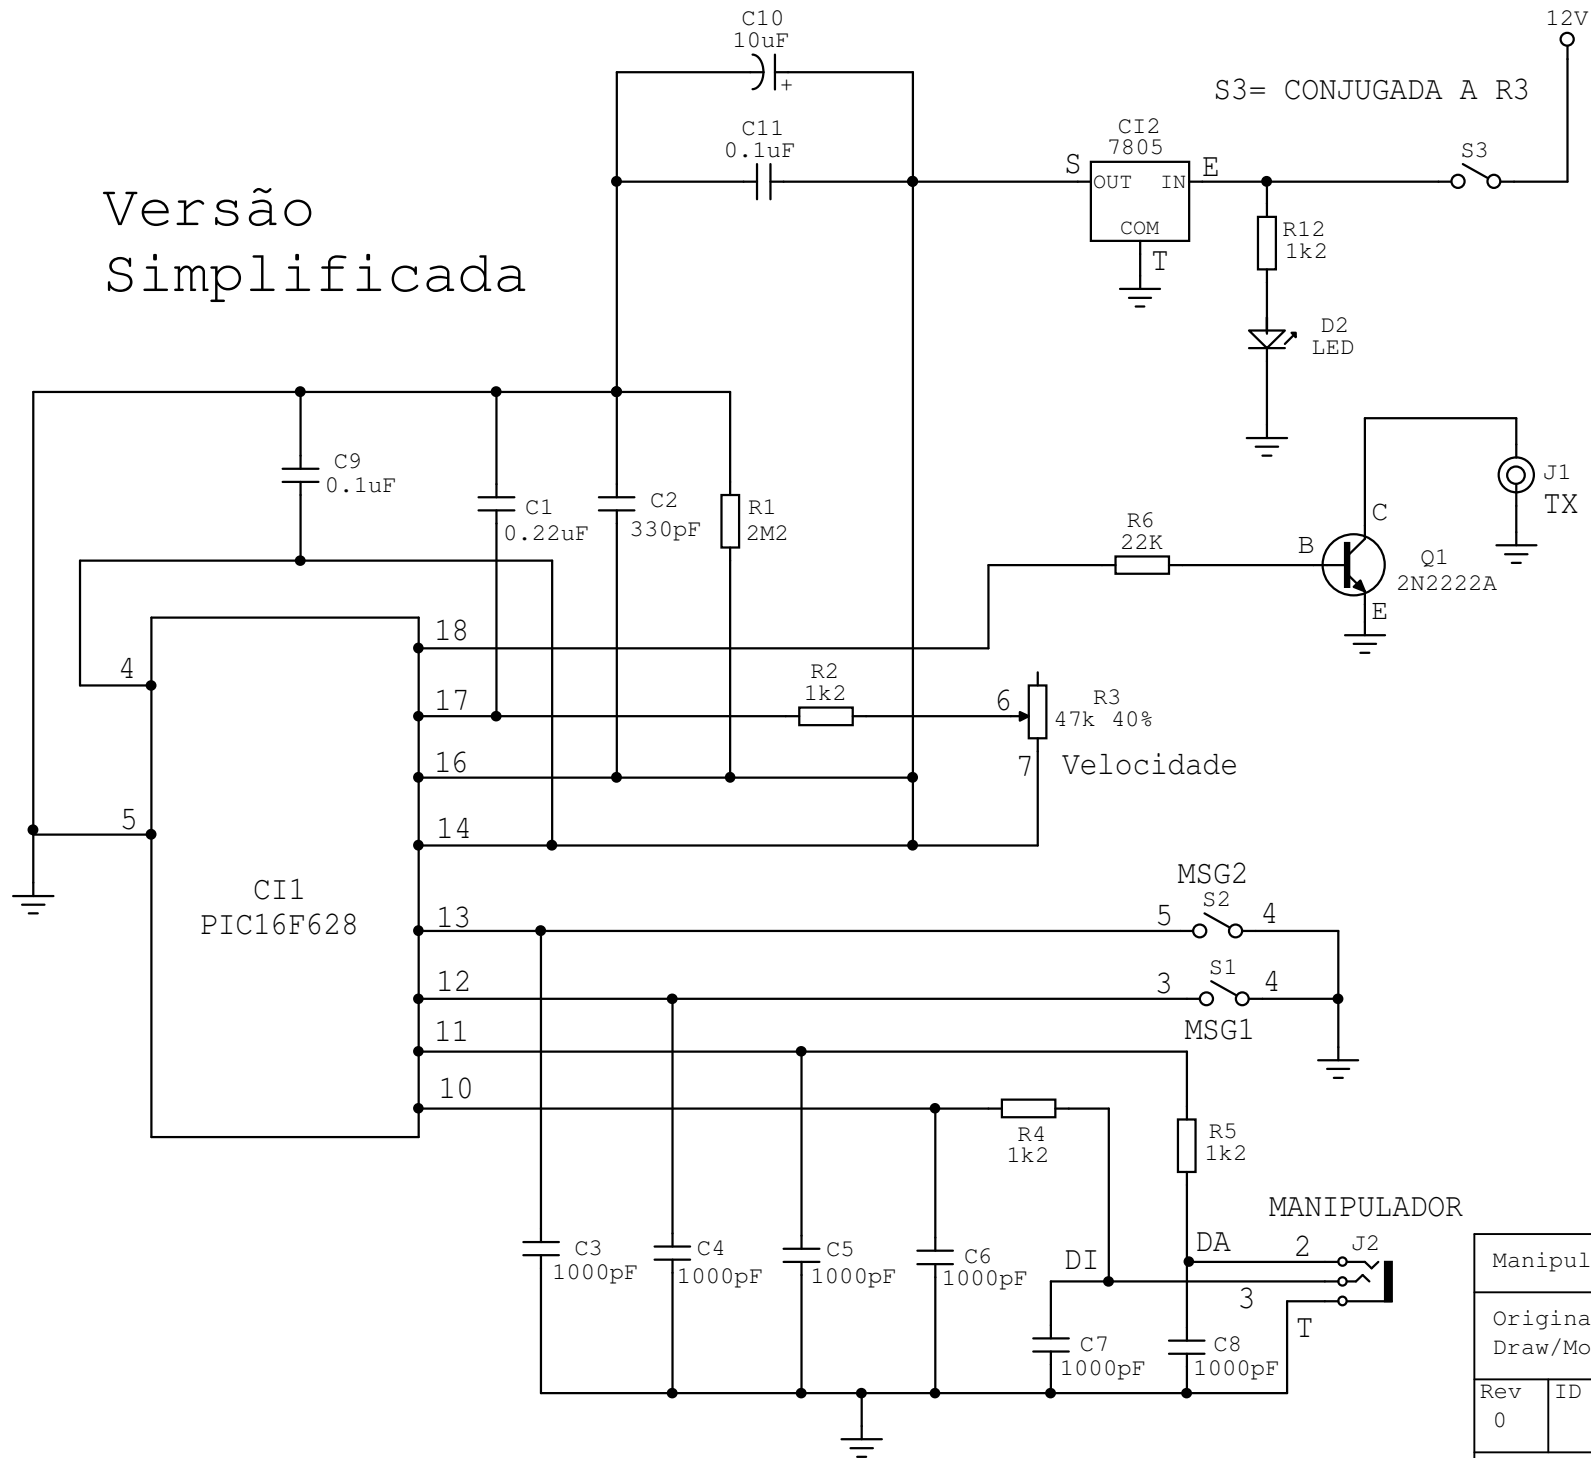 C10
10uF
+
12V
S3= CONJUGADA A R3
C11
0.1uF
CI2
7805
S
OUT
IN
E
COM
T
S3
Versão
Simplificada
R12
1k2
D2
LED
C9
0.1uF
C1
0.22uF
C2
330pF
R1
2M2
J1
TX
R6
22K
B
C
E
Q1
2N2222A
4
18
17
R2
1k2
6
R3
47k 40%
7
Velocidade
16
5
14
CI1
PIC16F628
MSG2
13
5
S2
4
12
3
S1
4
MSG1
11
10
R4
1k2
R5
1k2
MANIPULADOR
C3
1000pF
C4
1000pF
C5
1000pF
C6
1000pF
DI
DA
2
J2
3
T
C7
1000pF
C8
1000pF
Manipul
Origina
Draw/Mo
Rev
ID
0